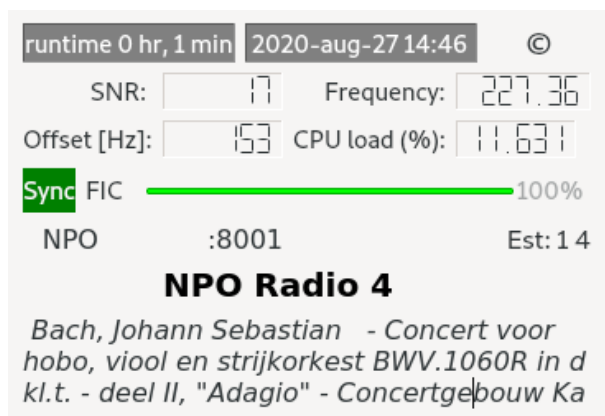 runtime 0 hr, 1 min 2020-aug-27 14:46 ©
SNR: 17 Frequency: 227.36
Offset [Hz]: 153 CPU load (%): 11.631
Sync FIC 100%
NPO :8001 Est: 1 4
NPO Radio 4
Bach, Johann Sebastian - Concert voor
hobo, viool en strijkorkest BWV.1060R in d
kl.t. - deel II, "Adagio" - Concertgebouw Ka